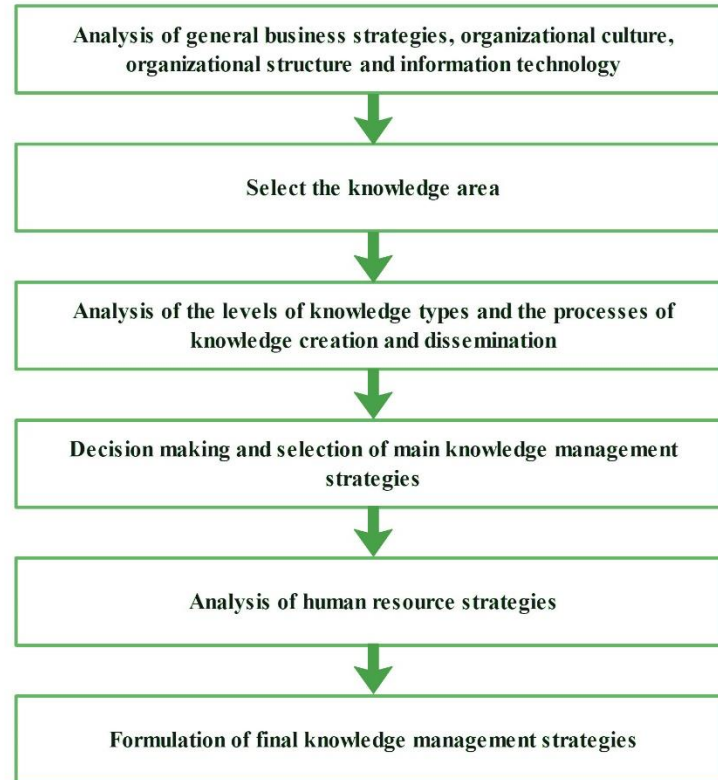 Analysis of general business strategies, organizational culture,
organizational structure and information technology
Select the knowledge area
Analysis of the levels of knowledge types and the processes of
knowledge creation and dissemination
Decision making and selection of main knowledge management
strategies
Analysis of human resource strategies
Formulation of final knowledge management strategies